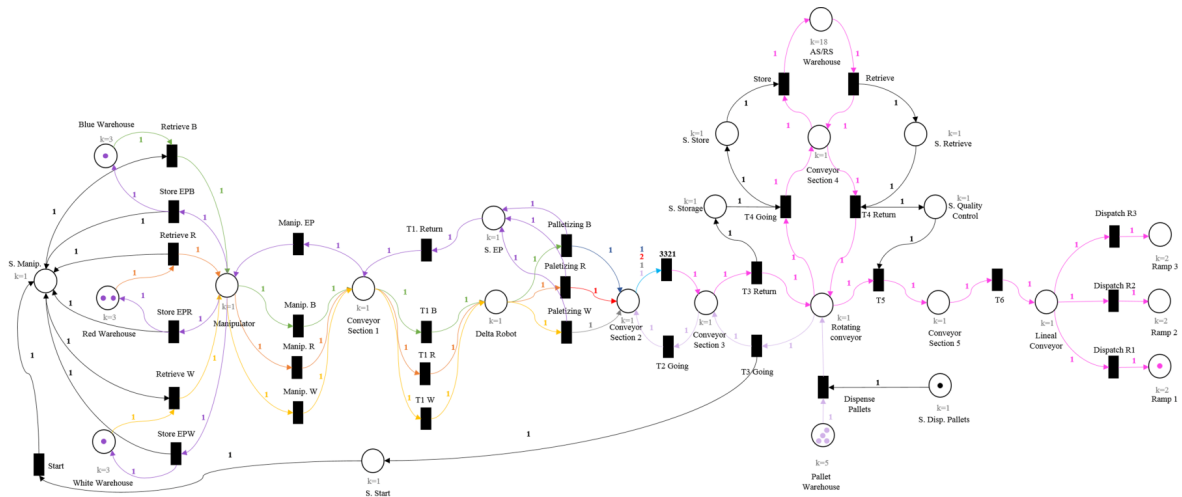 k=18
AS/RS
Warehouse
Store
Retrieve
Blue Warehouse
k=3
Retrieve B
k=1
S. Store
k=1
Conveyor
Section 4
k=1
S. Retrieve
Store EPB
Retrieve R
Manip. EP
T1. Return
k=1
S. EP
Palletizing B
Paletizing R
Paletizing W
1
2
1
1
3321
k=1
S. Storage
T4 Going
T4 Return
k=1
S. Quality
Control
Dispatch R3
k=2
Ramp 3
S. Manip.
k=1
k=3
Red Warehouse
Store EPR
k=1
Manipulator
Manip. B
Manip. R
Manip. W
k=1
Conveyor
Section 1
T1 B
T1 R
T1 W
k=1
Delta Robot
k=1
Conveyor
Section 2
T2 Going
k=1
Conveyor
Section 3
T3 Return
T3 Going
k=1
Rotating
conveyor
T5
k=1
Conveyor
Section 5
T6
k=1
Lineal
Conveyor
Dispatch R2
k=2
Ramp 2
Dispatch R1
k=2
Ramp 1
Retrieve W
Store EPW
k=3
White Warehouse
Start
k=1
S. Start
Dispense
Pallets
k=1
S. Disp. Pallets
k=5
Pallet
Warehouse